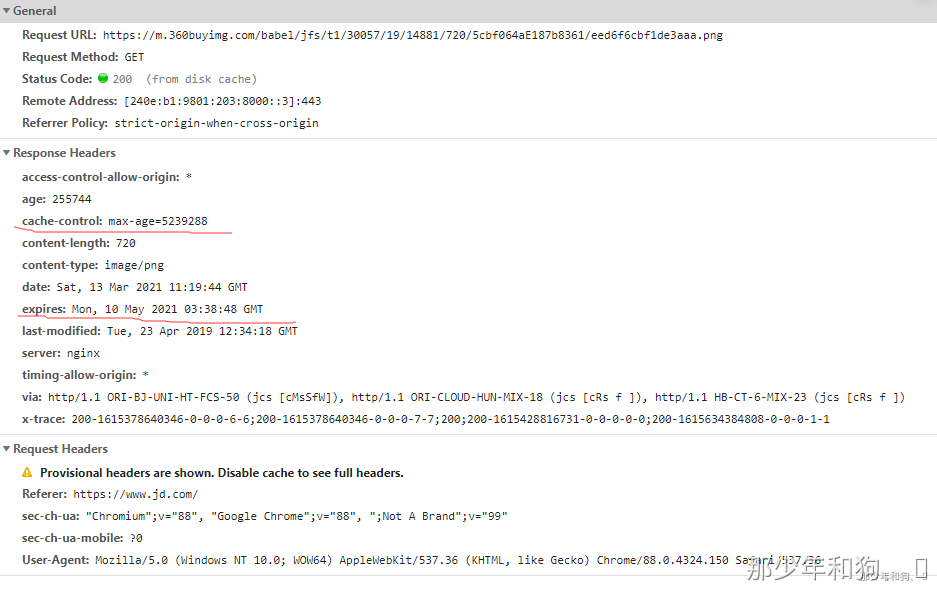 General
Request URL: https://m.360buyimg.com/babel/jfs/t1/30057/19/14881/720/5cbf064aE187b8361/eed6f6cbf1de3aaa.png
Request Method: GET
Status Code: 200 (from disk cache)
Remote Address: [240e:b1:9801:203:8000::3]:443
Referrer Policy: strict-origin-when-cross-origin
Response Headers
access-control-allow-origin: *
age: 255744
cache-control: max-age=5239288
content-length: 720
content-type: image/png
date: Sat, 13 Mar 2021 11:19:44 GMT
expires: Mon, 10 May 2021 03:38:48 GMT
last-modified: Tue, 23 Apr 2019 12:34:18 GMT
server: nginx
timing-allow-origin: *
via: http/1.1 ORI-BJ-UNI-HT-FCS-50 (jcs [cMsSfW]), http/1.1 ORI-CLOUD-HUN-MIX-18 (jcs [cRs f ]), http/1.1 HB-CT-6-MIX-23 (jcs [cRs f ])
x-trace: 200-1615378640346-0-0-0-6-6;200-1615378640346-0-0-0-7-7;200;200-1615428816731-0-0-0-0-0;200-1615634384808-0-0-0-1-1
Request Headers
Provisional headers are shown. Disable cache to see full headers.
Referer: https://www.jd.com/
sec-ch-ua: "Chromium";v="88", "Google Chrome";v="88", ";Not A Brand";v="99"
sec-ch-ua-mobile: ?0
User-Agent: Mozilla/5.0 (Windows NT 10.0; WOW64) AppleWebKit/537.36 (KHTML, like Gecko) Chrome/88.0.4324.150 Safari/537.36
那少年和狗